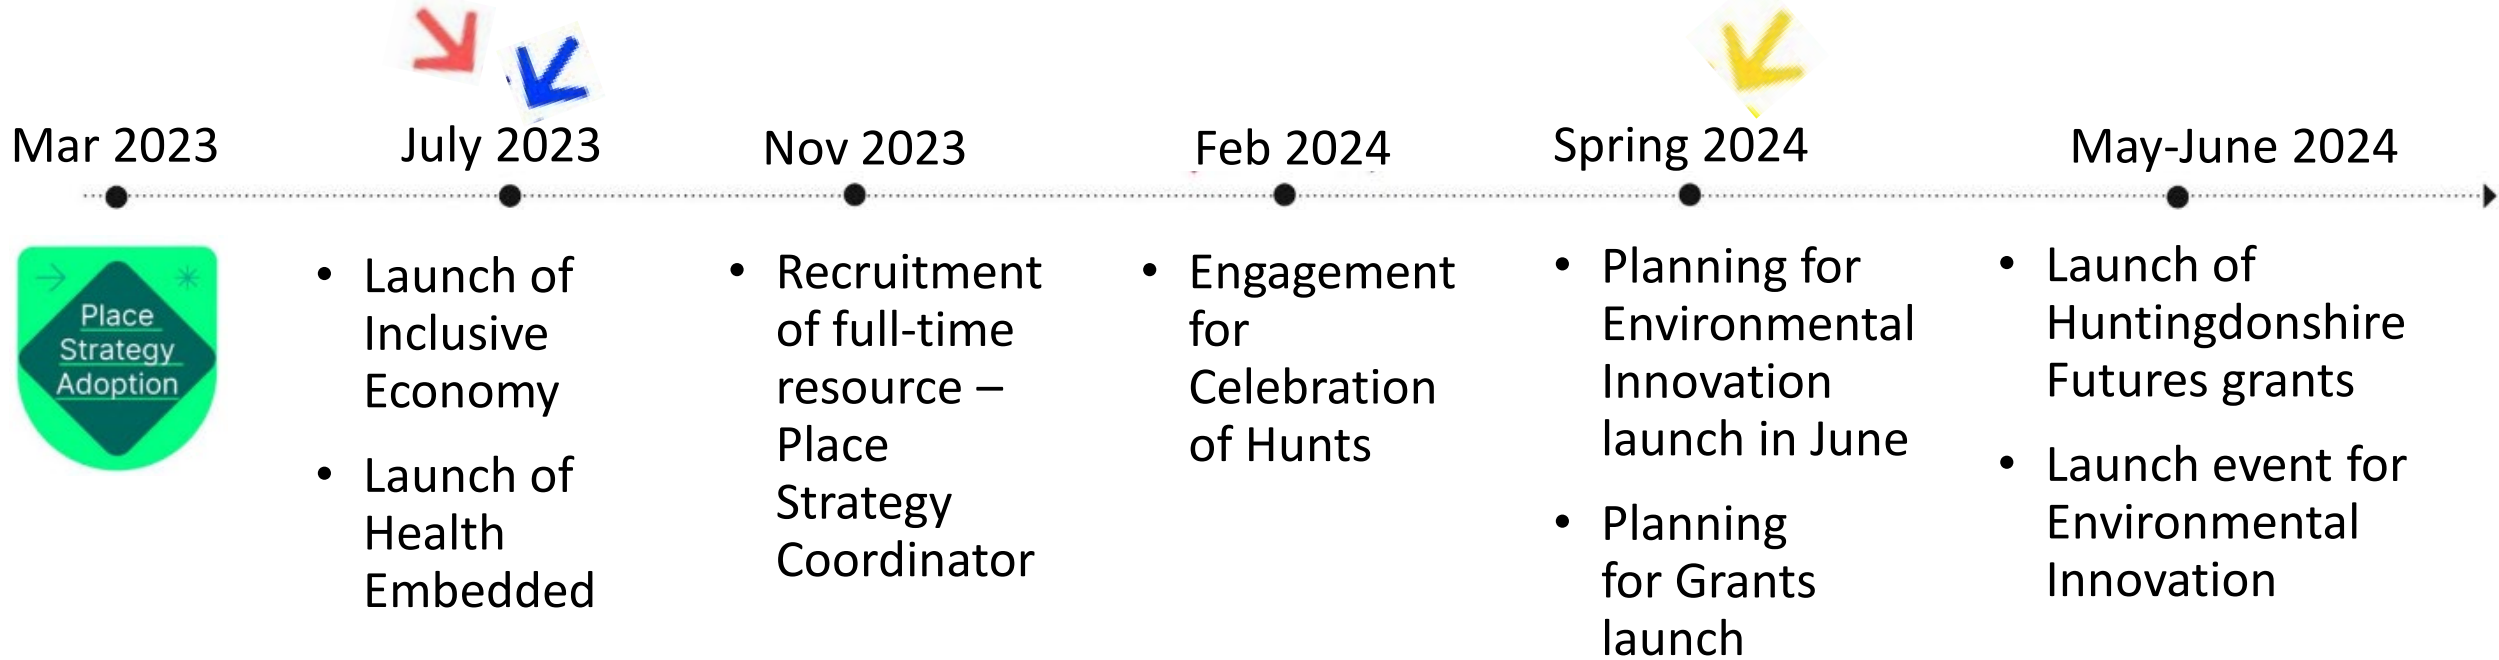 Mar 2023
July 2023
Nov 2023
Feb 2024
Spring 2024
May-June 2024
Place
Strategy
Adoption
• Launch of
Inclusive
Economy
• Launch of
Health
Embedded
• Recruitment
of full-time
resource –
Place
Strategy
Coordinator
• Engagement
for
Celebration
of Hunts
• Planning for
Environmental
Innovation
launch in June
• Planning
for Grants
launch
• Launch of
Huntingdonshire
Futures grants
• Launch event for
Environmental
Innovation